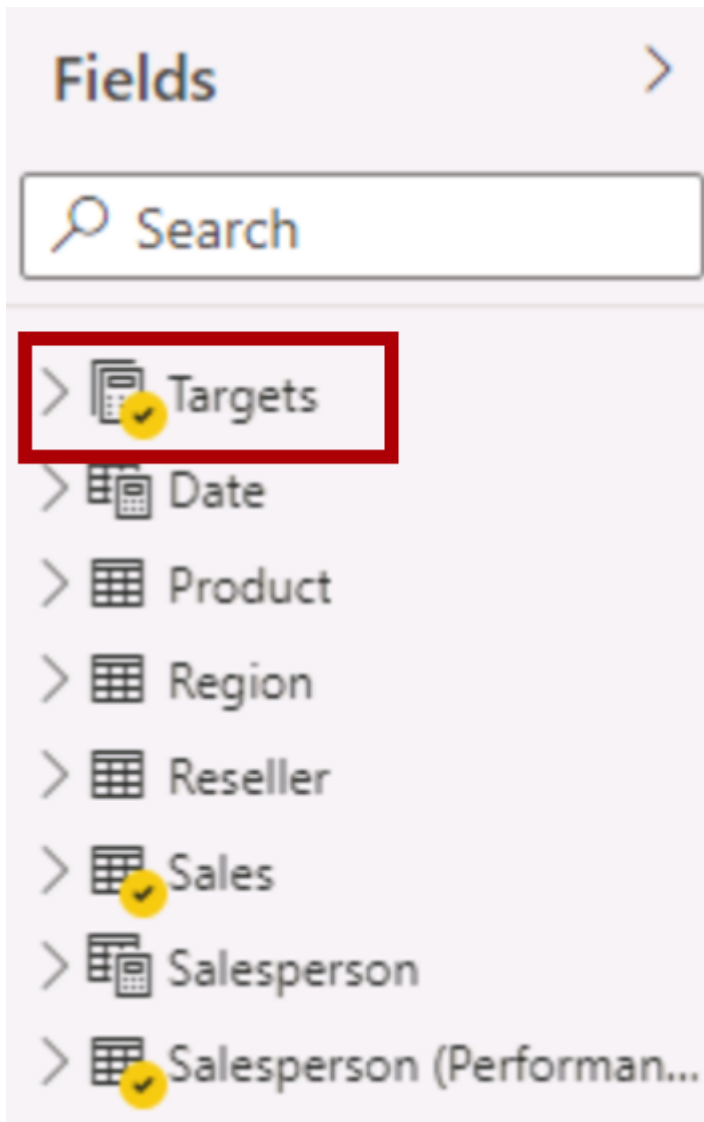 Fields
Search
Targets
Date
Product
Region
Reseller
Sales
Salesperson
Salesperson (Performan...